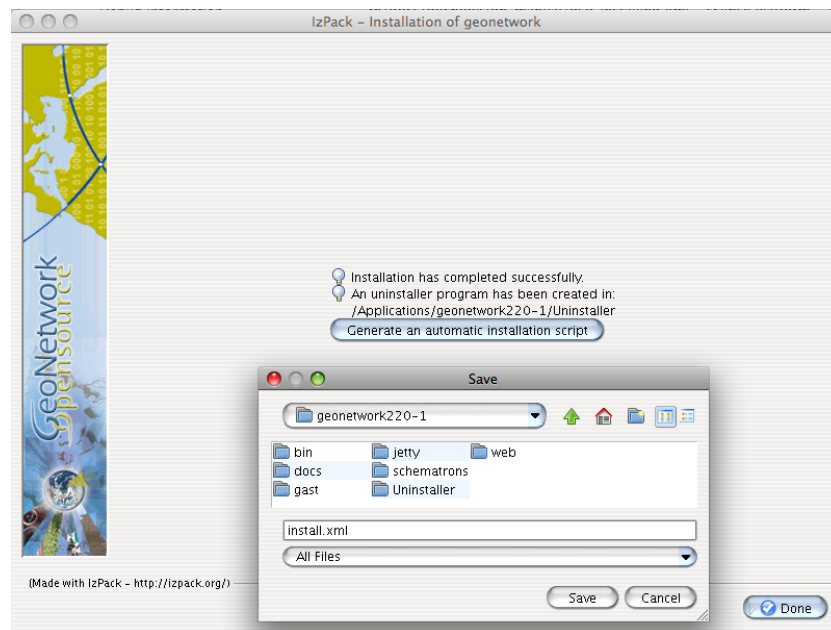 IzPack - Installation of geonetwork
GeoNetwork
Opensource
Installation has completed successfully.
An uninstaller program has been created in:
/Applications/geonetwork220-1/Uninstaller
Generate an automatic installation script
Save
geonetwork220-1
bin
jetty
web
docs
schematrons
gast
Uninstaller
install.xml
All Files
Save
Cancel
(Made with IzPack - http://izpack.org/)
Done